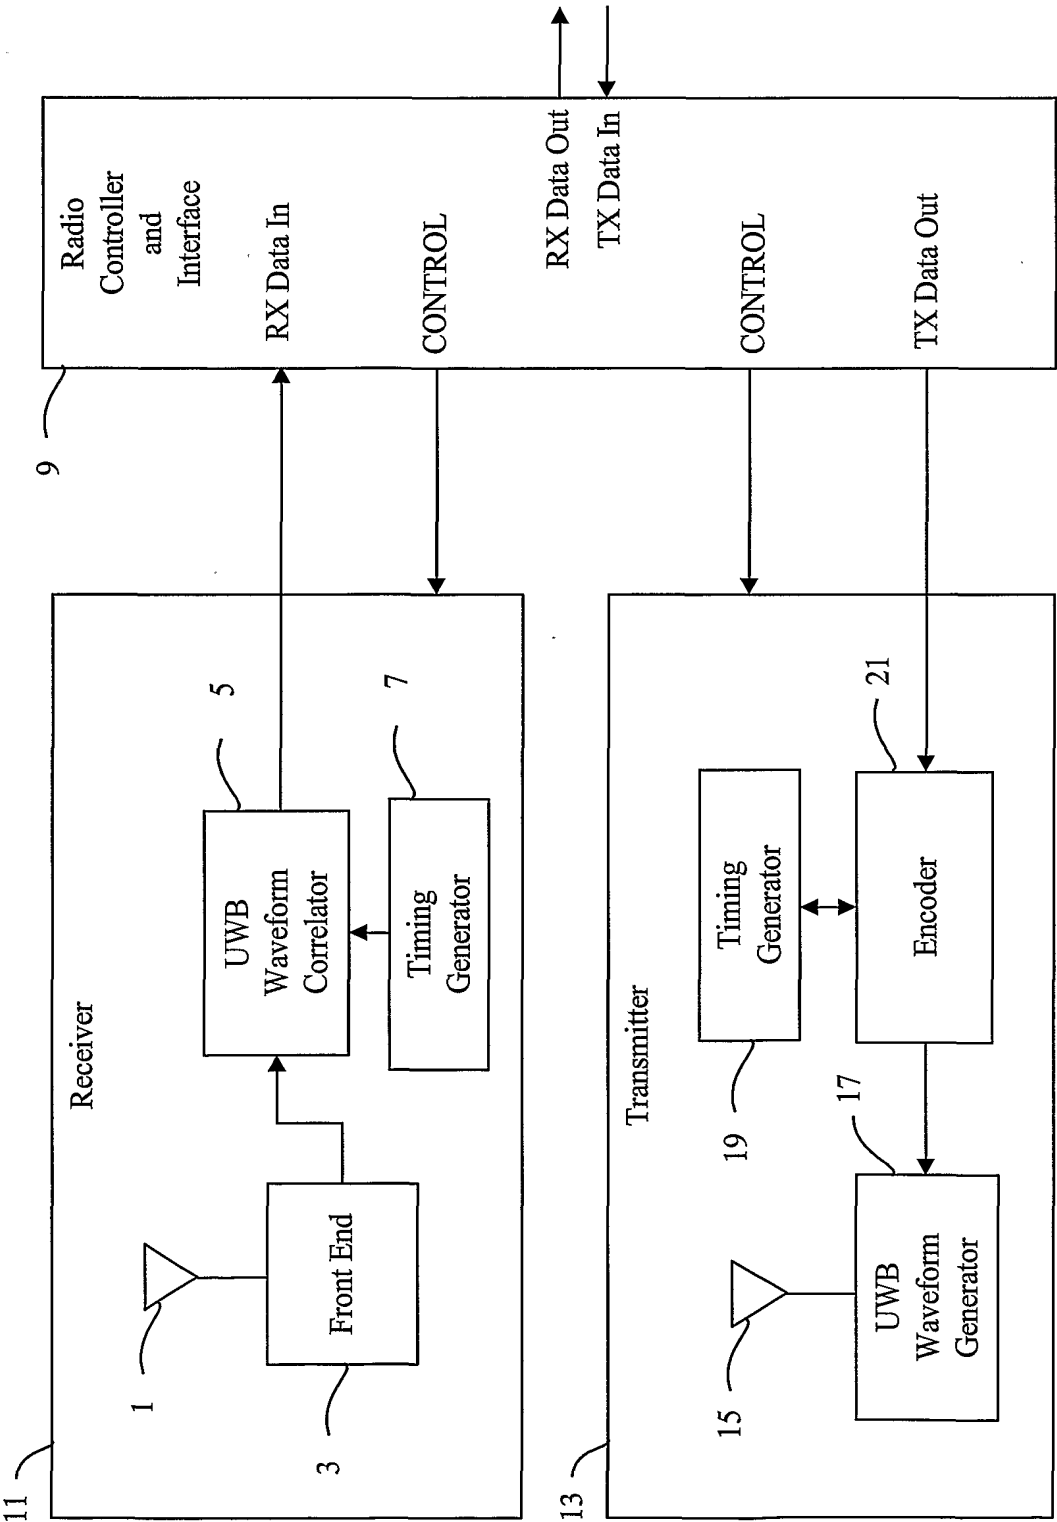 11
Receiver
1
3
Front End
5
UWB
Waveform
Correlator
7
Timing
Generator
9
Radio
Controller
and
Interface
RX Data In
CONTROL
RX Data Out
TX Data In
CONTROL
TX Data Out
13
Transmitter
15
17
UWB
Waveform
Generator
19
Timing
Generator
21
Encoder